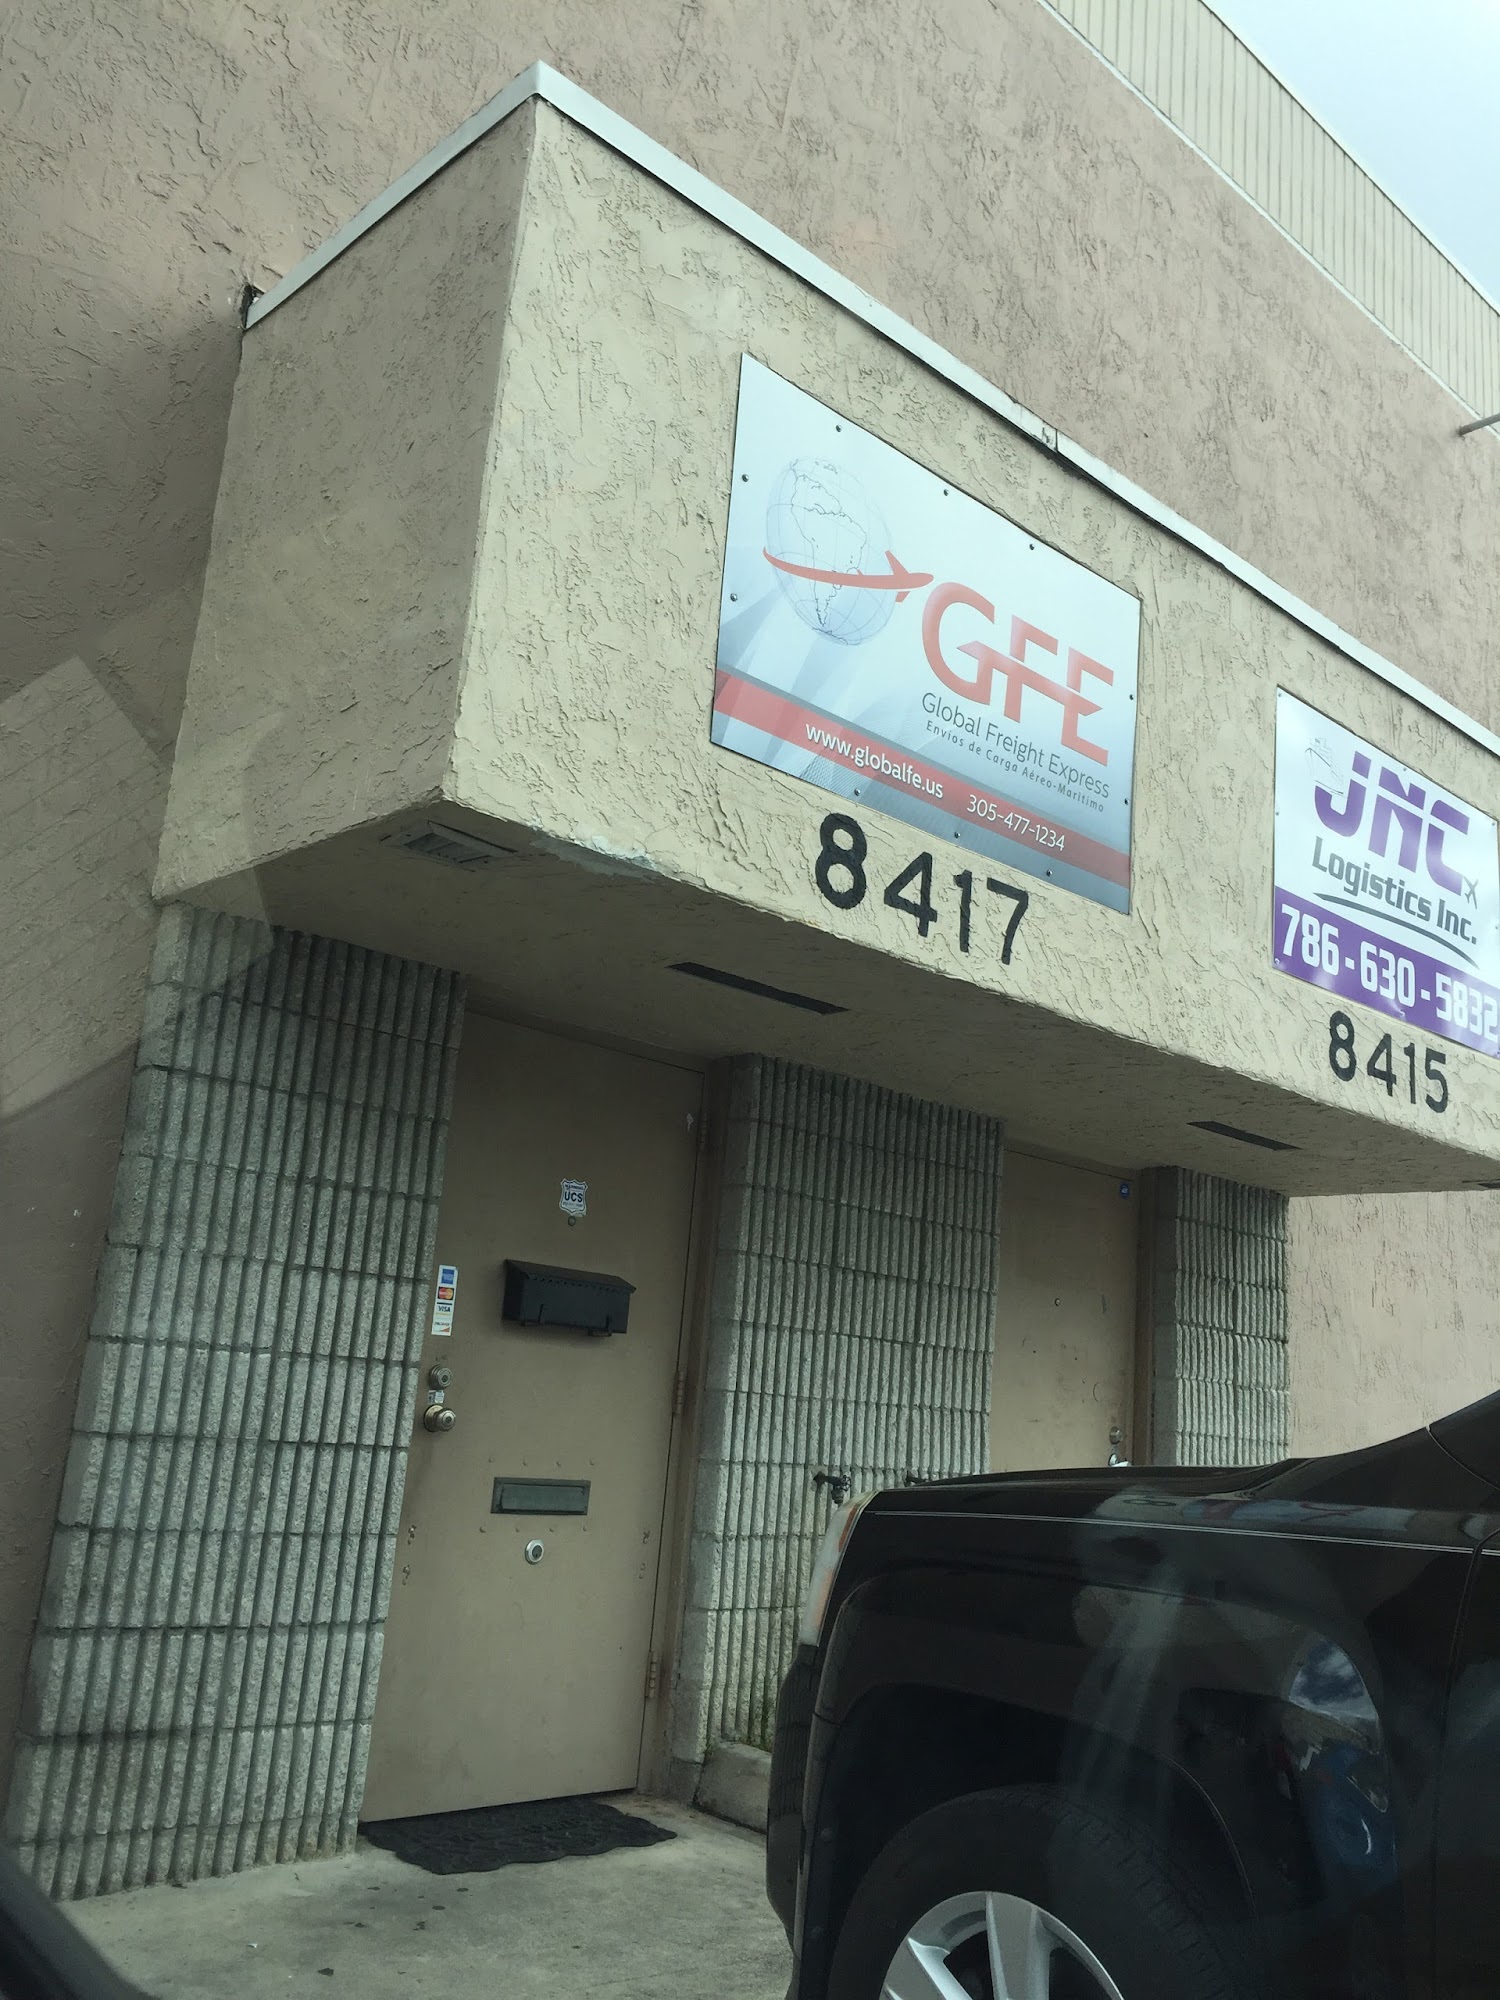 GFE
Global Freight Express
Envíos de Carga Aéreo-Marítimo
www.globalfe.us 305-477-1234
8417
JNC
Logistics Inc.
786-630-5832
8415
UCS
VISA